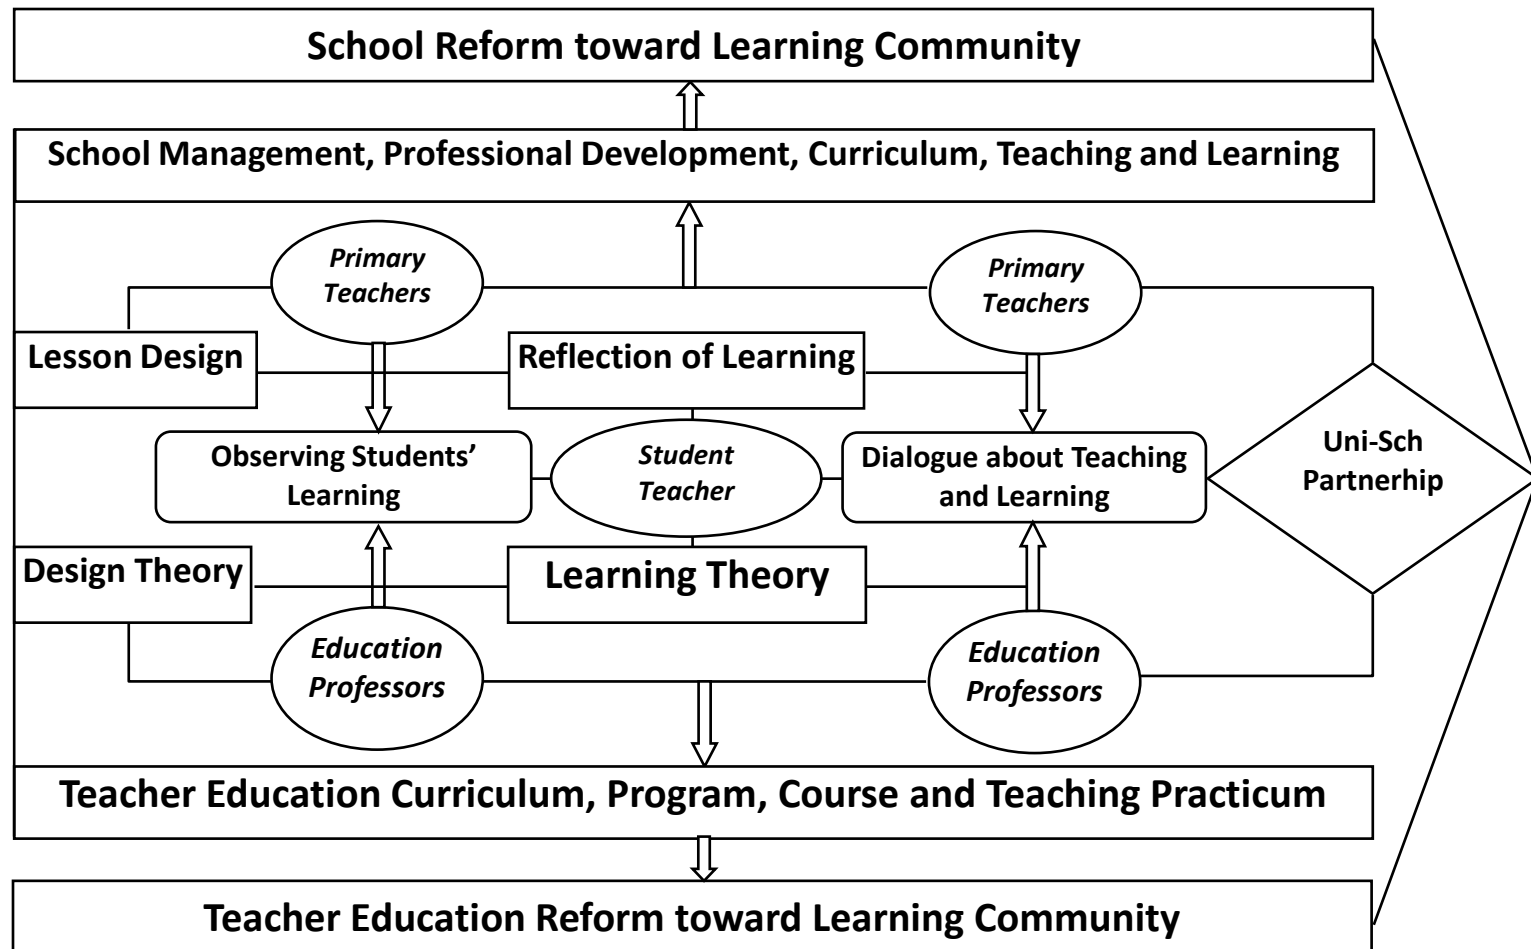 School Reform toward Learning Community
School Management, Professional Development, Curriculum, Teaching and Learning
Primary
Teachers
Primary
Teachers
Lesson Design
Reflection of Learning
Observing Students’
Learning
Student
Teacher
Dialogue about Teaching
and Learning
Uni-Sch
Partnerhip
Design Theory
Learning Theory
Education
Professors
Education
Professors
Teacher Education Curriculum, Program, Course and Teaching Practicum
Teacher Education Reform toward Learning Community